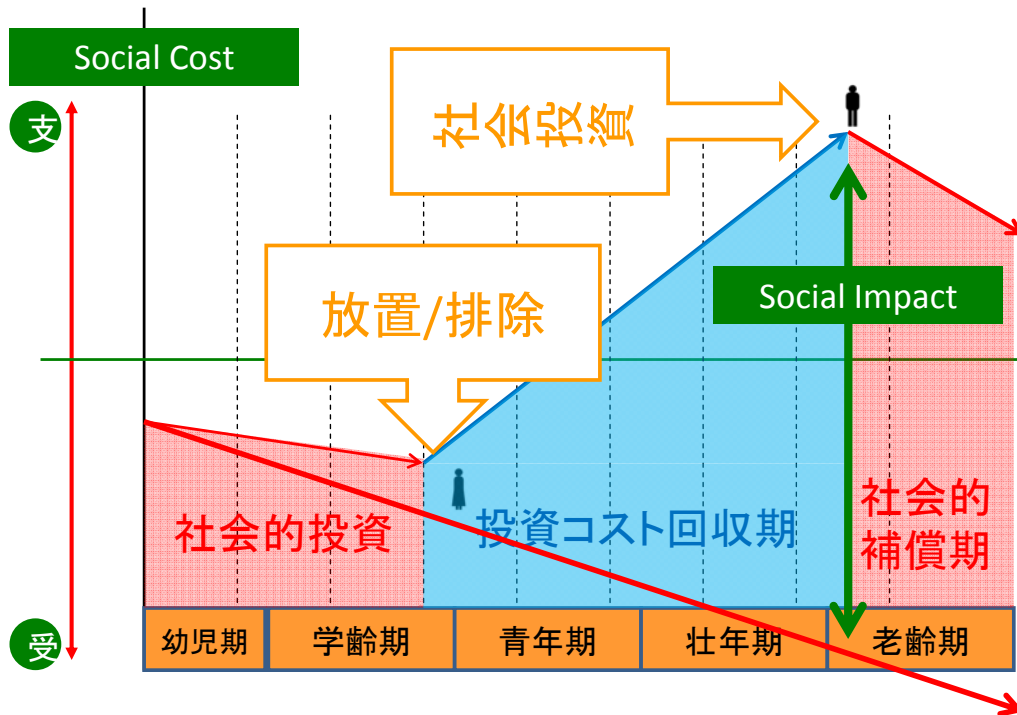 Social Cost
支
社会投資
放置/排除
Social Impact
社会的投資
投資コスト回収期
社会的
補償期
受
幼児期
学齢期
青年期
壮年期
老齢期